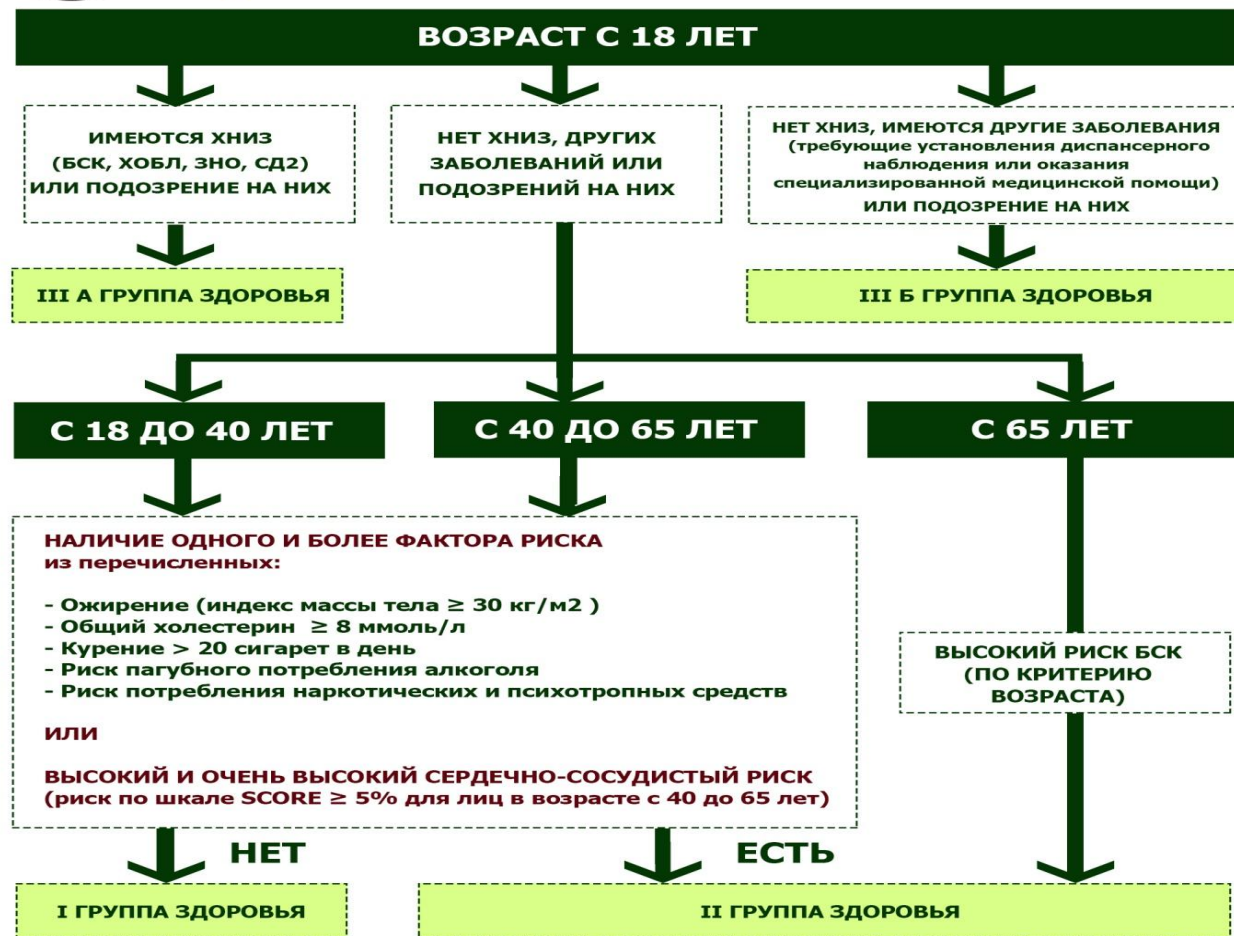 ВОЗРАСТ С 18 ЛЕТ
ИМЕЮТСЯ ХНИЗ
(БСК, ХОБЛ, ЗНО, СД2)
ИЛИ ПОДОЗРЕНИЕ НА НИХ
НЕТ ХНИЗ, ДРУГИХ
ЗАБОЛЕВАНИЙ ИЛИ
ПОДОЗРЕНИЙ НА НИХ
НЕТ ХНИЗ, ИМЕЮТСЯ ДРУГИЕ ЗАБОЛЕВАНИЯ
(требующие установления диспансерного
наблюдения или оказания
специализированной медицинской помощи)
ИЛИ ПОДОЗРЕНИЕ НА НИХ
III А ГРУППА ЗДОРОВЬЯ
III Б ГРУППА ЗДОРОВЬЯ
С 18 ДО 40 ЛЕТ
С 40 ДО 65 ЛЕТ
С 65 ЛЕТ
НАЛИЧИЕ ОДНОГО И БОЛЕЕ ФАКТОРА РИСКА
из перечисленных:
- Ожирение (индекс массы тела ≥ 30 кг/м2 )
- Общий холестерин ≥ 8 ммоль/л
- Курение > 20 сигарет в день
- Риск пагубного потребления алкоголя
- Риск потребления наркотических и психотропных средств
ИЛИ
ВЫСОКИЙ И ОЧЕНЬ ВЫСОКИЙ СЕРДЕЧНО-СОСУДИСТЫЙ РИСК
(риск по шкале SCORE ≥ 5% для лиц в возрасте с 40 до 65 лет)
ВЫСОКИЙ РИСК БСК
(ПО КРИТЕРИЮ
ВОЗРАСТА)
НЕТ
ЕСТЬ
I ГРУППА ЗДОРОВЬЯ
II ГРУППА ЗДОРОВЬЯ